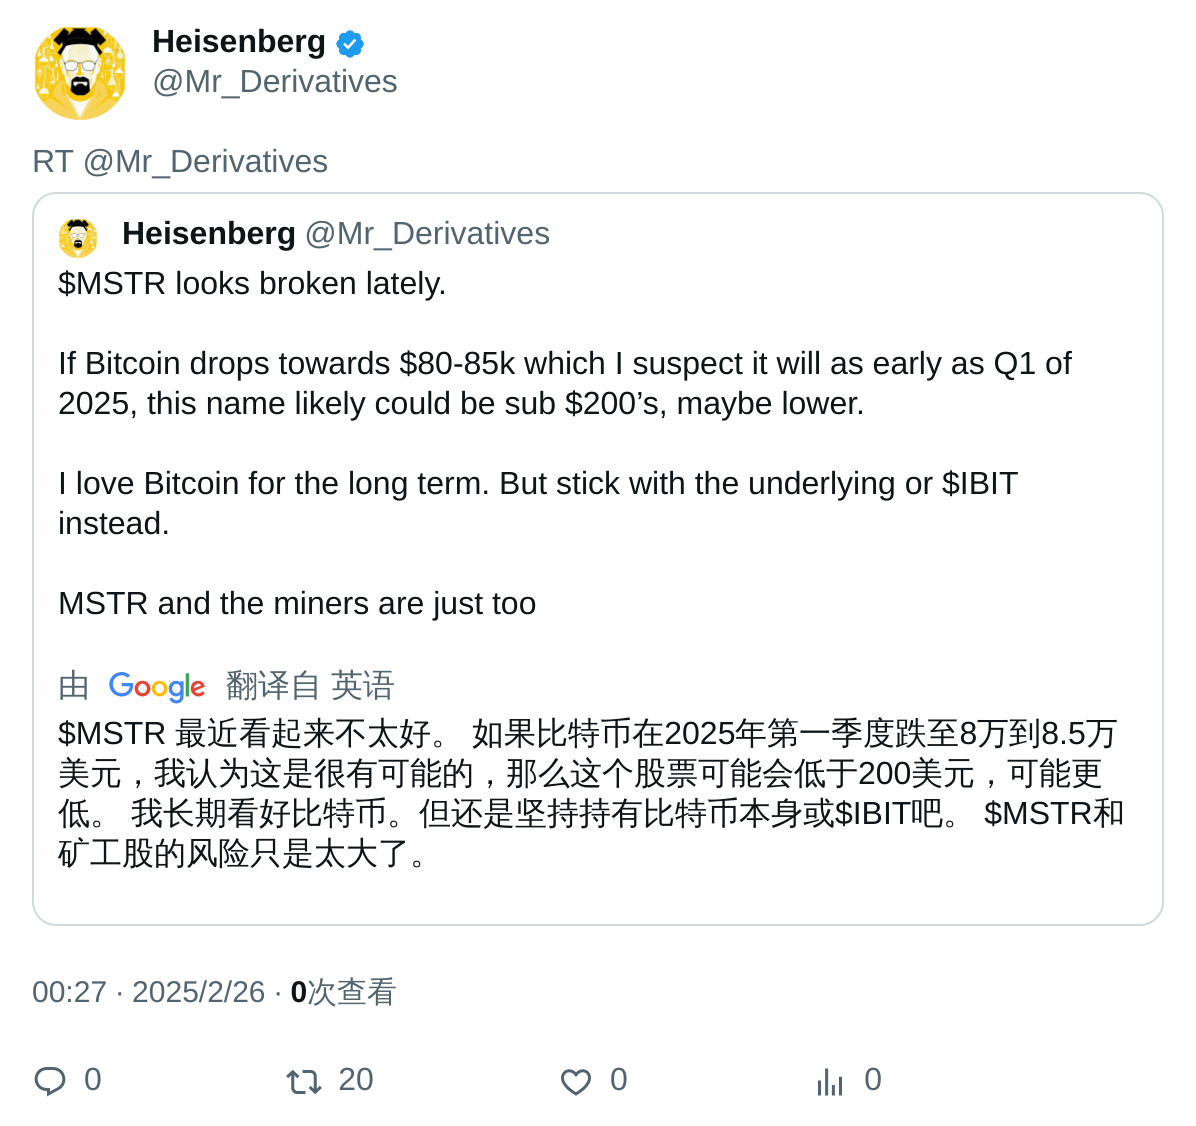 Heisenberg
@Mr_Derivatives
RT @Mr_Derivatives
Heisenberg @Mr_Derivatives
$MSTR looks broken lately.
If Bitcoin drops towards $80-85k which I suspect it will as early as Q1 of
2025, this name likely could be sub $200’s, maybe lower.
I love Bitcoin for the long term. But stick with the underlying or $IBIT
instead.
MSTR and the miners are just too
由 Google 翻译自 英语
$MSTR 最近看起来不太好。 如果比特币在2025年第一季度跌至8万到8.5万
美元，我认为这是很有可能的，那么这个股票可能会低于200美元，可能更
低。 我长期看好比特币。但还是坚持持有比特币本身或$IBIT吧。 $MSTR和
矿工股的风险只是太大了。
00:27 · 2025/2/26 · 0次查看
0 20 0 0